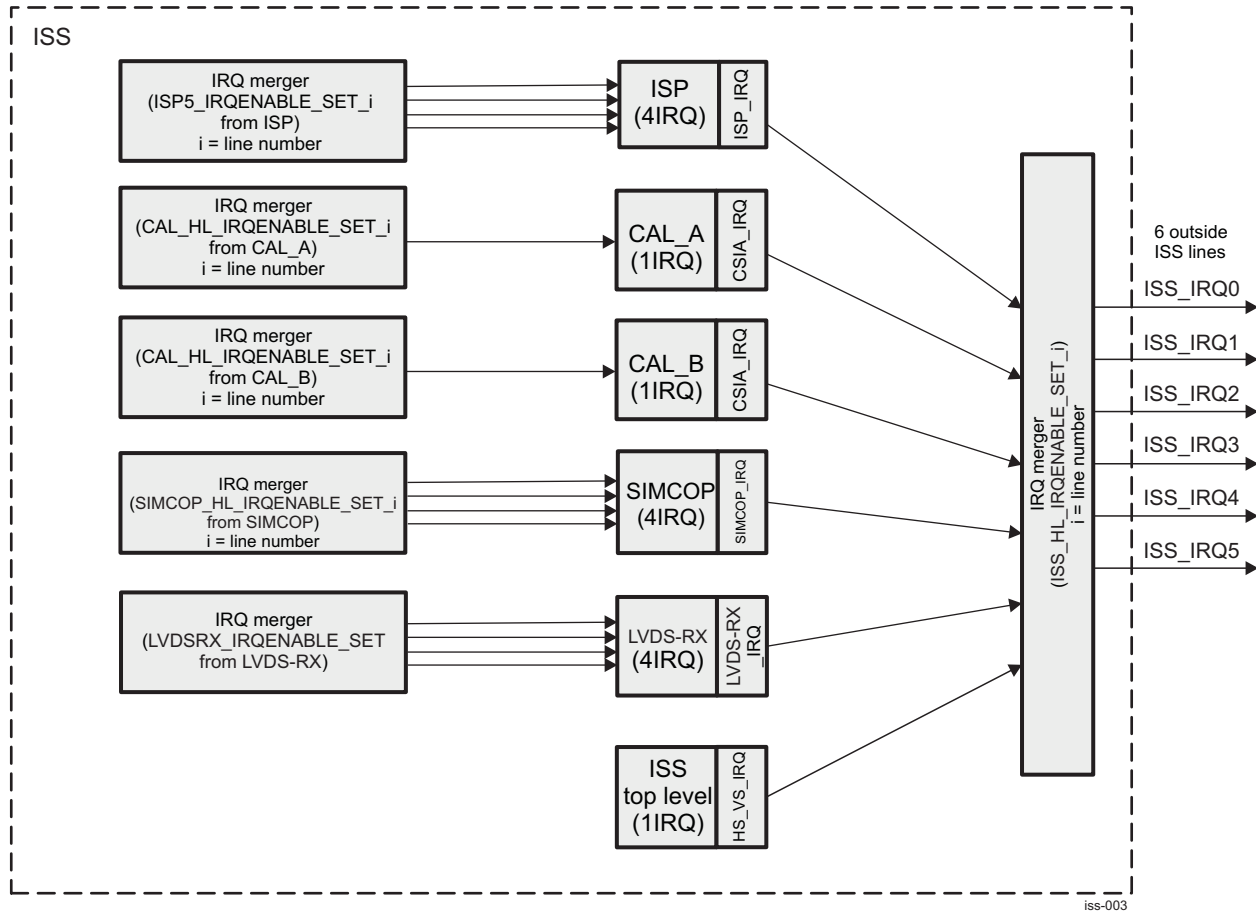 ISS
IRQ merger
(ISP5_IRQENABLE_SET_i
from ISP)
i = line number
ISP
(4IRQ)
ISP_IRQ
IRQ merger
(CAL_HL_IRQENABLE_SET_i
from CAL_A)
i = line number
CAL_A
(1IRQ)
CSIA_IRQ
IRQ merger
(CAL_HL_IRQENABLE_SET_i
from CAL_B)
i = line number
CAL_B
(1IRQ)
CSIA_IRQ
IRQ merger
(SIMCOP_HL_IRQENABLE_SET_i
from SIMCOP)
i = line number
SIMCOP
(4IRQ)
SIMCOP_IRQ
IRQ merger
(LVDSRX_IRQENABLE_SET
from LVDS-RX)
LVDS-RX
(4IRQ)
LVDS-RX
_IRQ
ISS
top level
(1IRQ)
HS_VS_IRQ
IRQ merger
(ISS_HL_IRQENABLE_SET_i)
i = line number
6 outside
ISS lines
ISS_IRQ0
ISS_IRQ1
ISS_IRQ2
ISS_IRQ3
ISS_IRQ4
ISS_IRQ5
iss-003